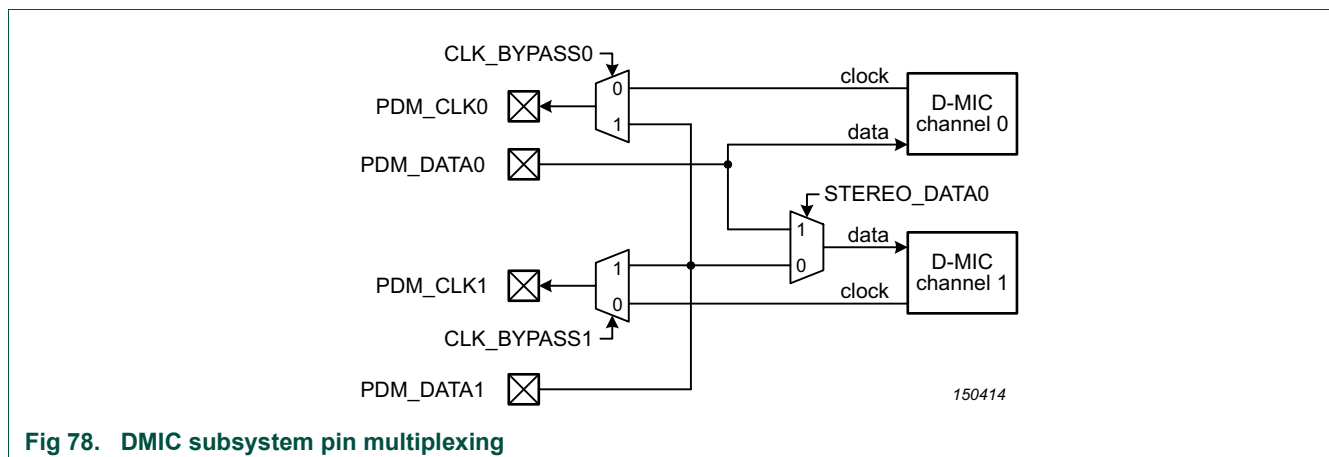 CLK_BYPASS0
clock
PDM_CLK0
0
1
D-MIC
channel 0
data
PDM_DATA0
STEREO_DATA0
1
data
0
PDM_CLK1
1
0
D-MIC
channel 1
clock
CLK_BYPASS1
PDM_DATA1
150414
Fig 78. DMIC subsystem pin multiplexing